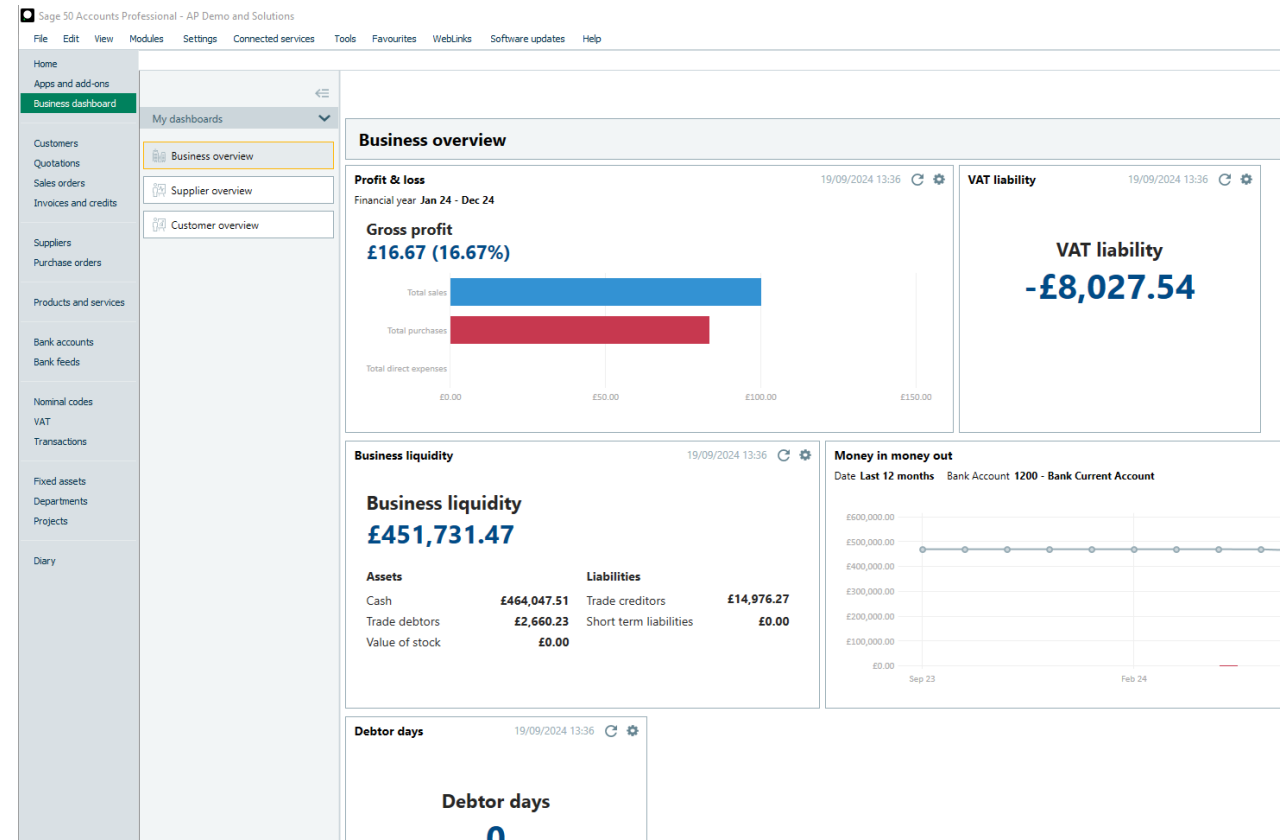 Sage 50 Accounts Professional - AP Demo and Solutions
File Edit View Modules Settings Connected services Tools Favourites WebLinks Software updates Help
Home
Apps and add-ons
Business dashboard
Customers
Quotations
Sales orders
Invoices and credits
Suppliers
Purchase orders
Products and services
Bank accounts
Bank feeds
Nominal codes
VAT
Transactions
Fixed assets
Departments
Projects
Diary
My dashboards
Business overview
Supplier overview
Customer overview
Business overview
Profit & loss 19/09/2024 13:36
Financial year Jan 24 - Dec 24
Gross profit
£16.67 (16.67%)
Total sales
Total purchases
Total direct expenses
£0.00 £50.00 £100.00 £150.00
VAT liability 19/09/2024 13:36
VAT liability
-£8,027.54
Business liquidity 19/09/2024 13:36
Business liquidity
£451,731.47
Assets Liabilities
Cash £464,047.51 Trade creditors £14,976.27
Trade debtors £2,660.23 Short term liabilities £0.00
Value of stock £0.00
Money in money out
Date Last 12 months Bank Account 1200 - Bank Current Account
£600,000.00
£500,000.00
£400,000.00
£300,000.00
£200,000.00
£100,000.00
£0.00
Sep 23 Feb 24
Debtor days 19/09/2024 13:36
Debtor days
0